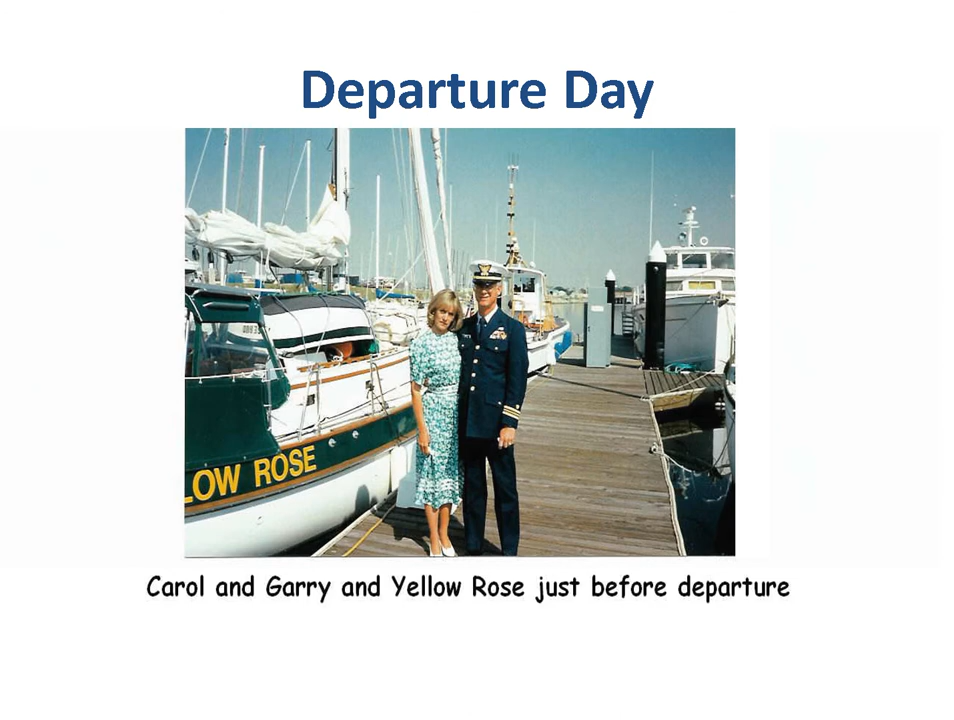 Departure Day
LOW ROSE
Carol and Garry and Yellow Rose just before departure